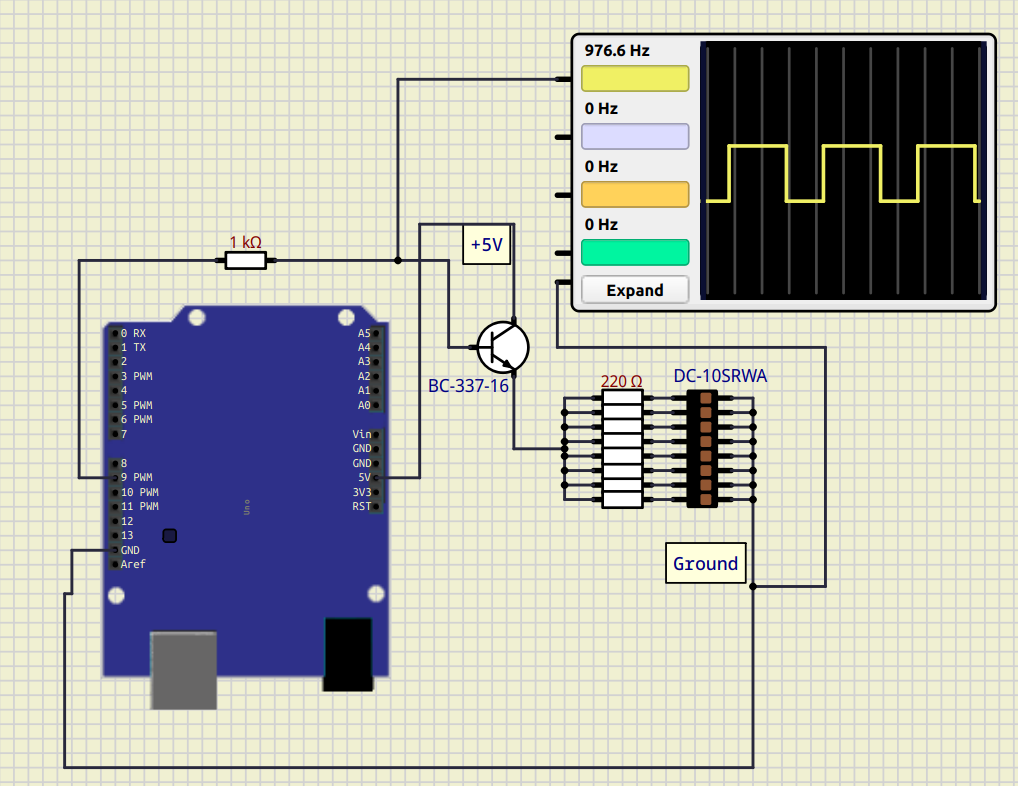 976.6 Hz
0 Hz
0 Hz
0 Hz
Expand
1 kΩ
+5V
BC-337-16
220 Ω
DC-10SRWA
Ground
0 RX
1 TX
2
3 PWM
4
5 PWM
6 PWM
7
8
9 PWM
10 PWM
11 PWM
12
13
GND
Aref
A5
A4
A3
A2
A1
A0
Vin
GND
GND
5V
3V3
RST
Uno